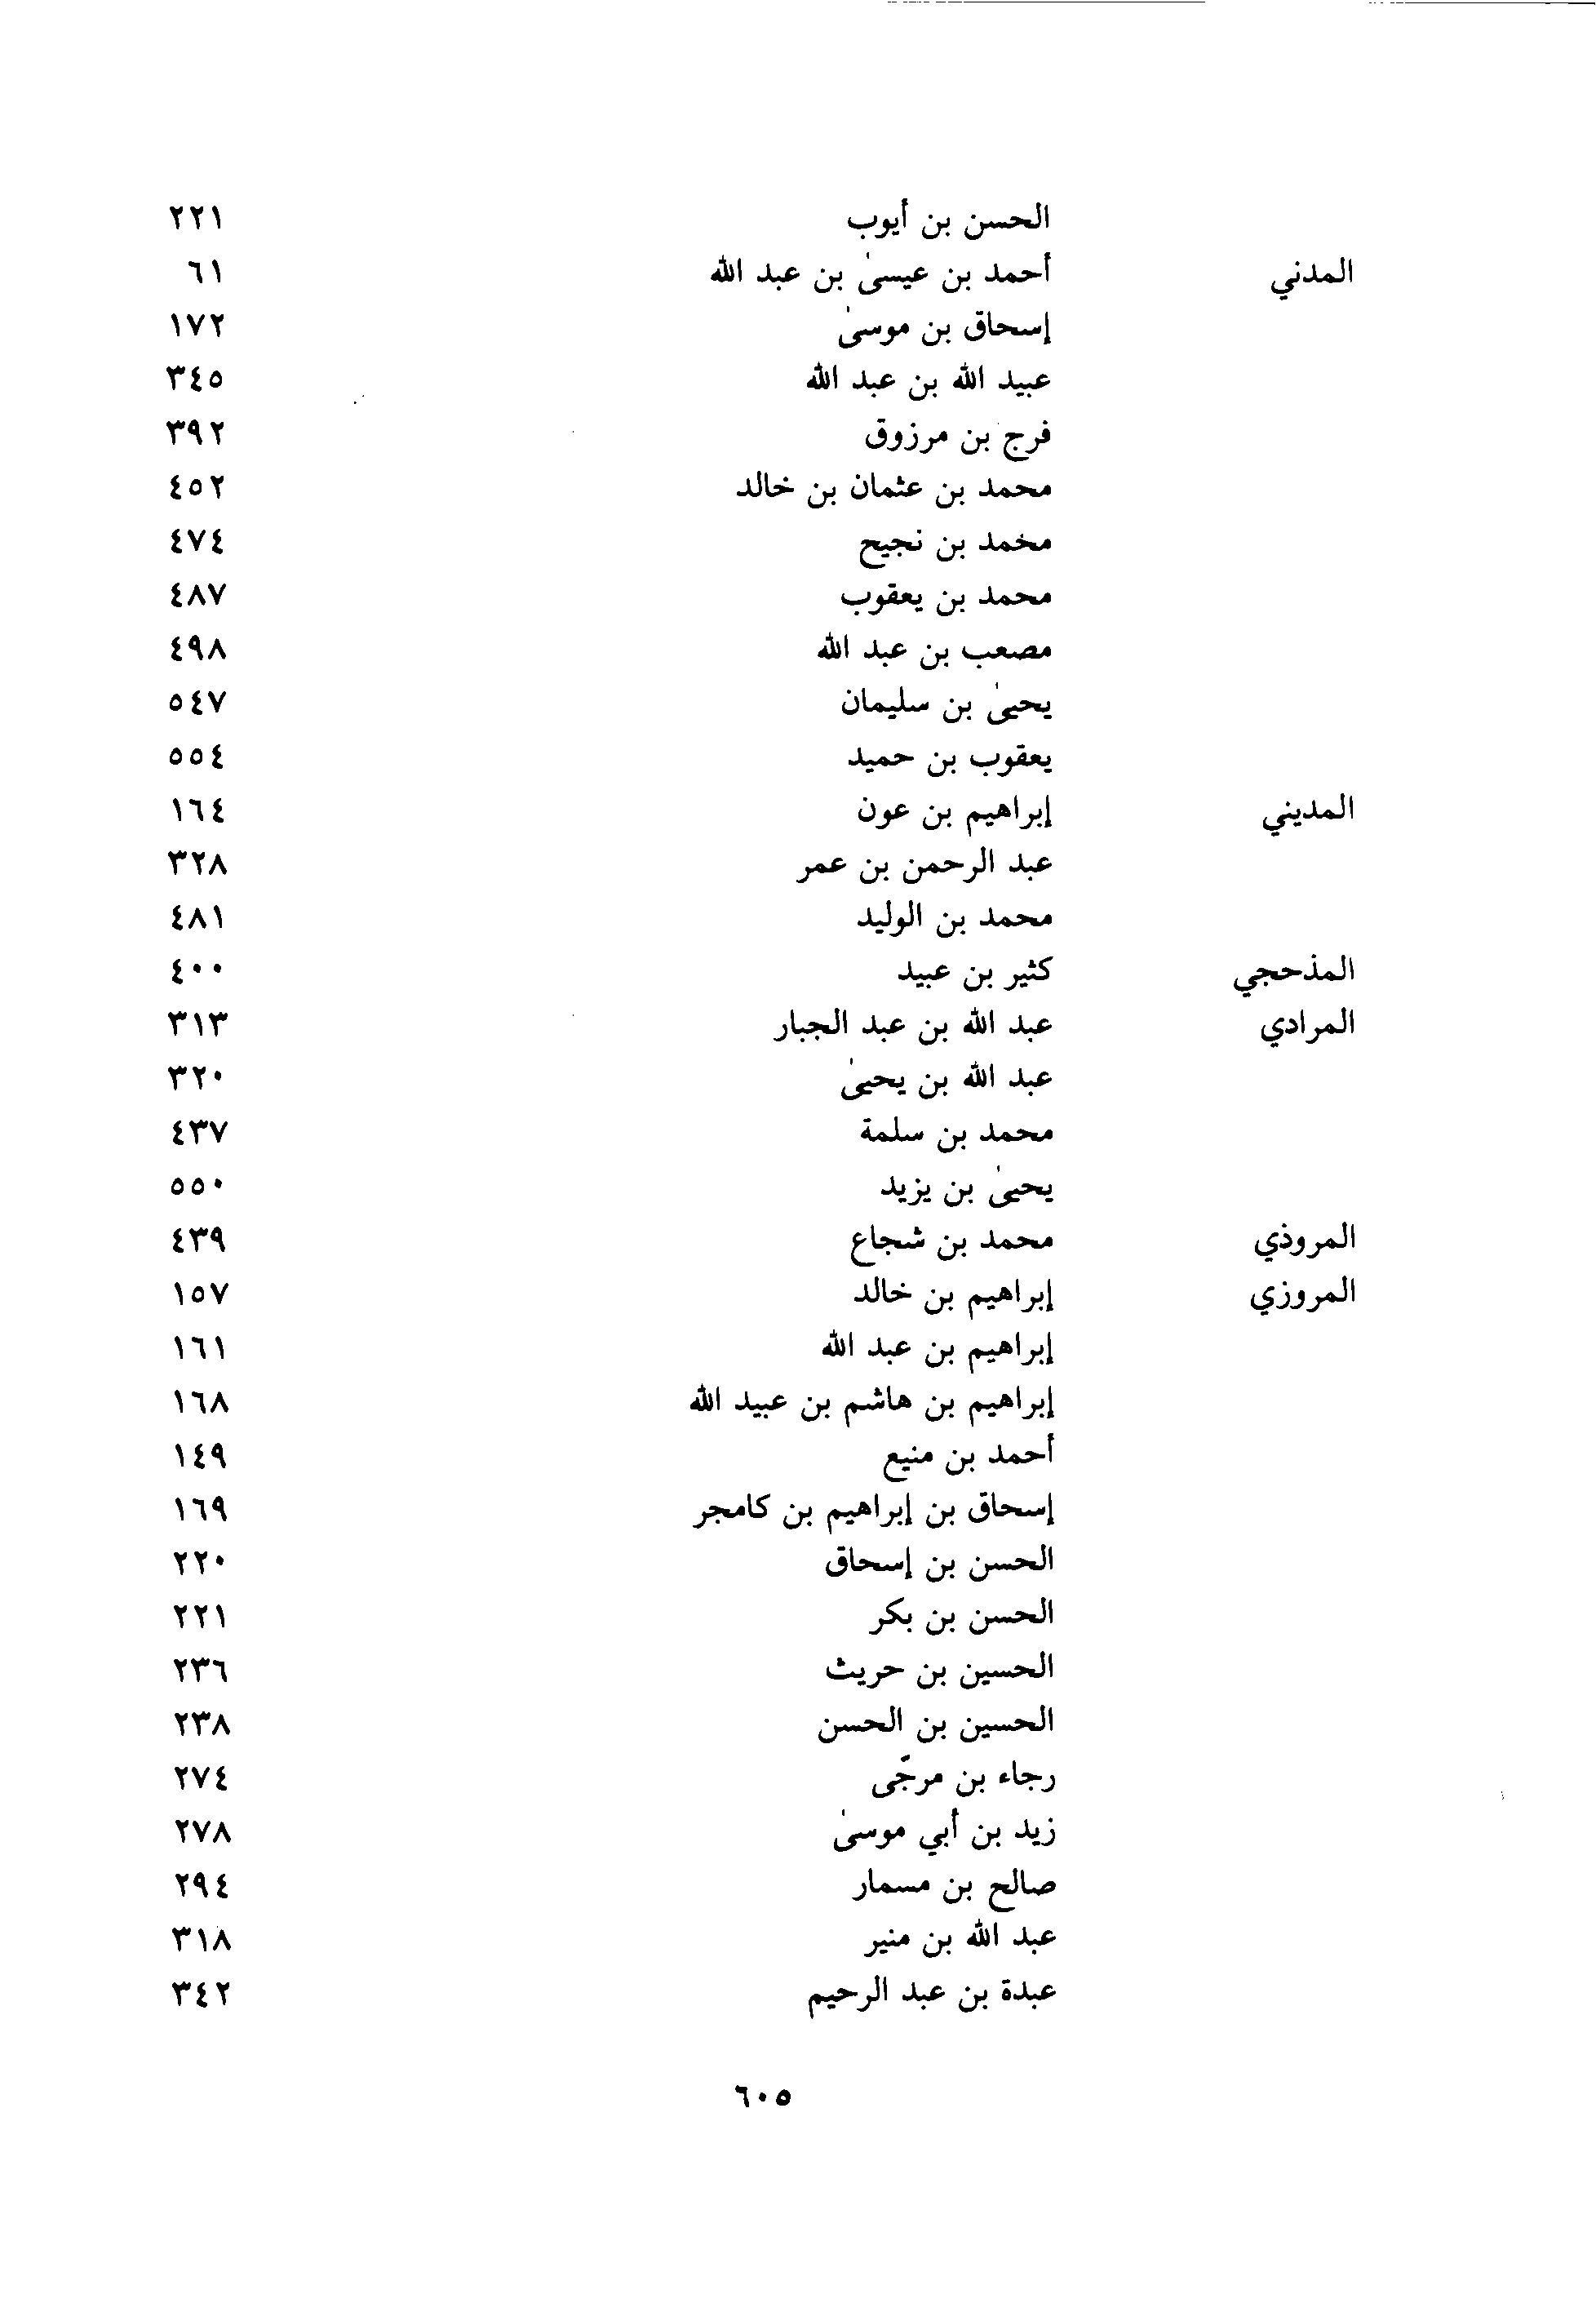 الحسن بن أيوب ٢٢١
المدني أحمد بن عيسىٰ بن عبد الله ٦١
إسحاق بن موسىٰ ١٧٢
عبيد الله بن عبد الله ٣٤٥
فرج بن مرزوق ٣٩٢
محمد بن عثمان بن خالد ٤٥٢
مخمد بن نجيح ٤٧٤
محمد بن يعقوب ٤٨٧
مصعب بن عبد الله ٤٩٨
يحيىٰ بن سليمان ٥٤٧
يعقوب بن حميد ٥٥٤
المديني إبراهيم بن عون ١٦٤
عبد الرحمن بن عمر ٣٢٨
محمد بن الوليد ٤٨١
المذحجي كثير بن عبيد ٤٠٠
المرادي عبد الله بن عبد الجبار ٣١٣
عبد الله بن يحيىٰ ٣٢٠
محمد بن سلمة ٤٣٧
يحيىٰ بن يزيد ٥٥٠
المروذي محمد بن شجاع ٤٣٩
المروزي إبراهيم بن خالد ١٥٧
إبراهيم بن عبد الله ١٦١
إبراهيم بن هاشم بن عبيد الله ١٦٨
أحمد بن منيع ١٤٩
إسحاق بن إبراهيم بن كامجر ١٦٩
الحسن بن إسحاق ٢٢٠
الحسن بن بكر ٢٢١
الحسين بن حريث ٢٣٦
الحسين بن الحسن ٢٣٨
رجاء بن مرجّى ٢٧٤
زيد بن أبي موسىٰ ٢٧٨
صالح بن مسمار ٢٩٤
عبد الله بن منير ٣١٨
عبدة بن عبد الرحيم ٣٤٢
٦٠٥